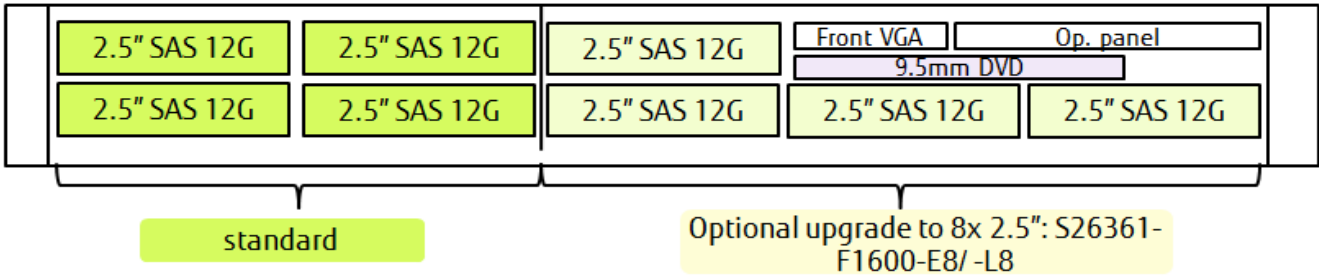 2.5″ SAS 12G 2.5″ SAS 12G 2.5″ SAS 12G Front VGA Op. panel
9.5mm DVD
2.5″ SAS 12G 2.5″ SAS 12G 2.5″ SAS 12G 2.5″ SAS 12G 2.5″ SAS 12G
standard
Optional upgrade to 8x 2.5″: S26361-
F1600-E8/ -L8